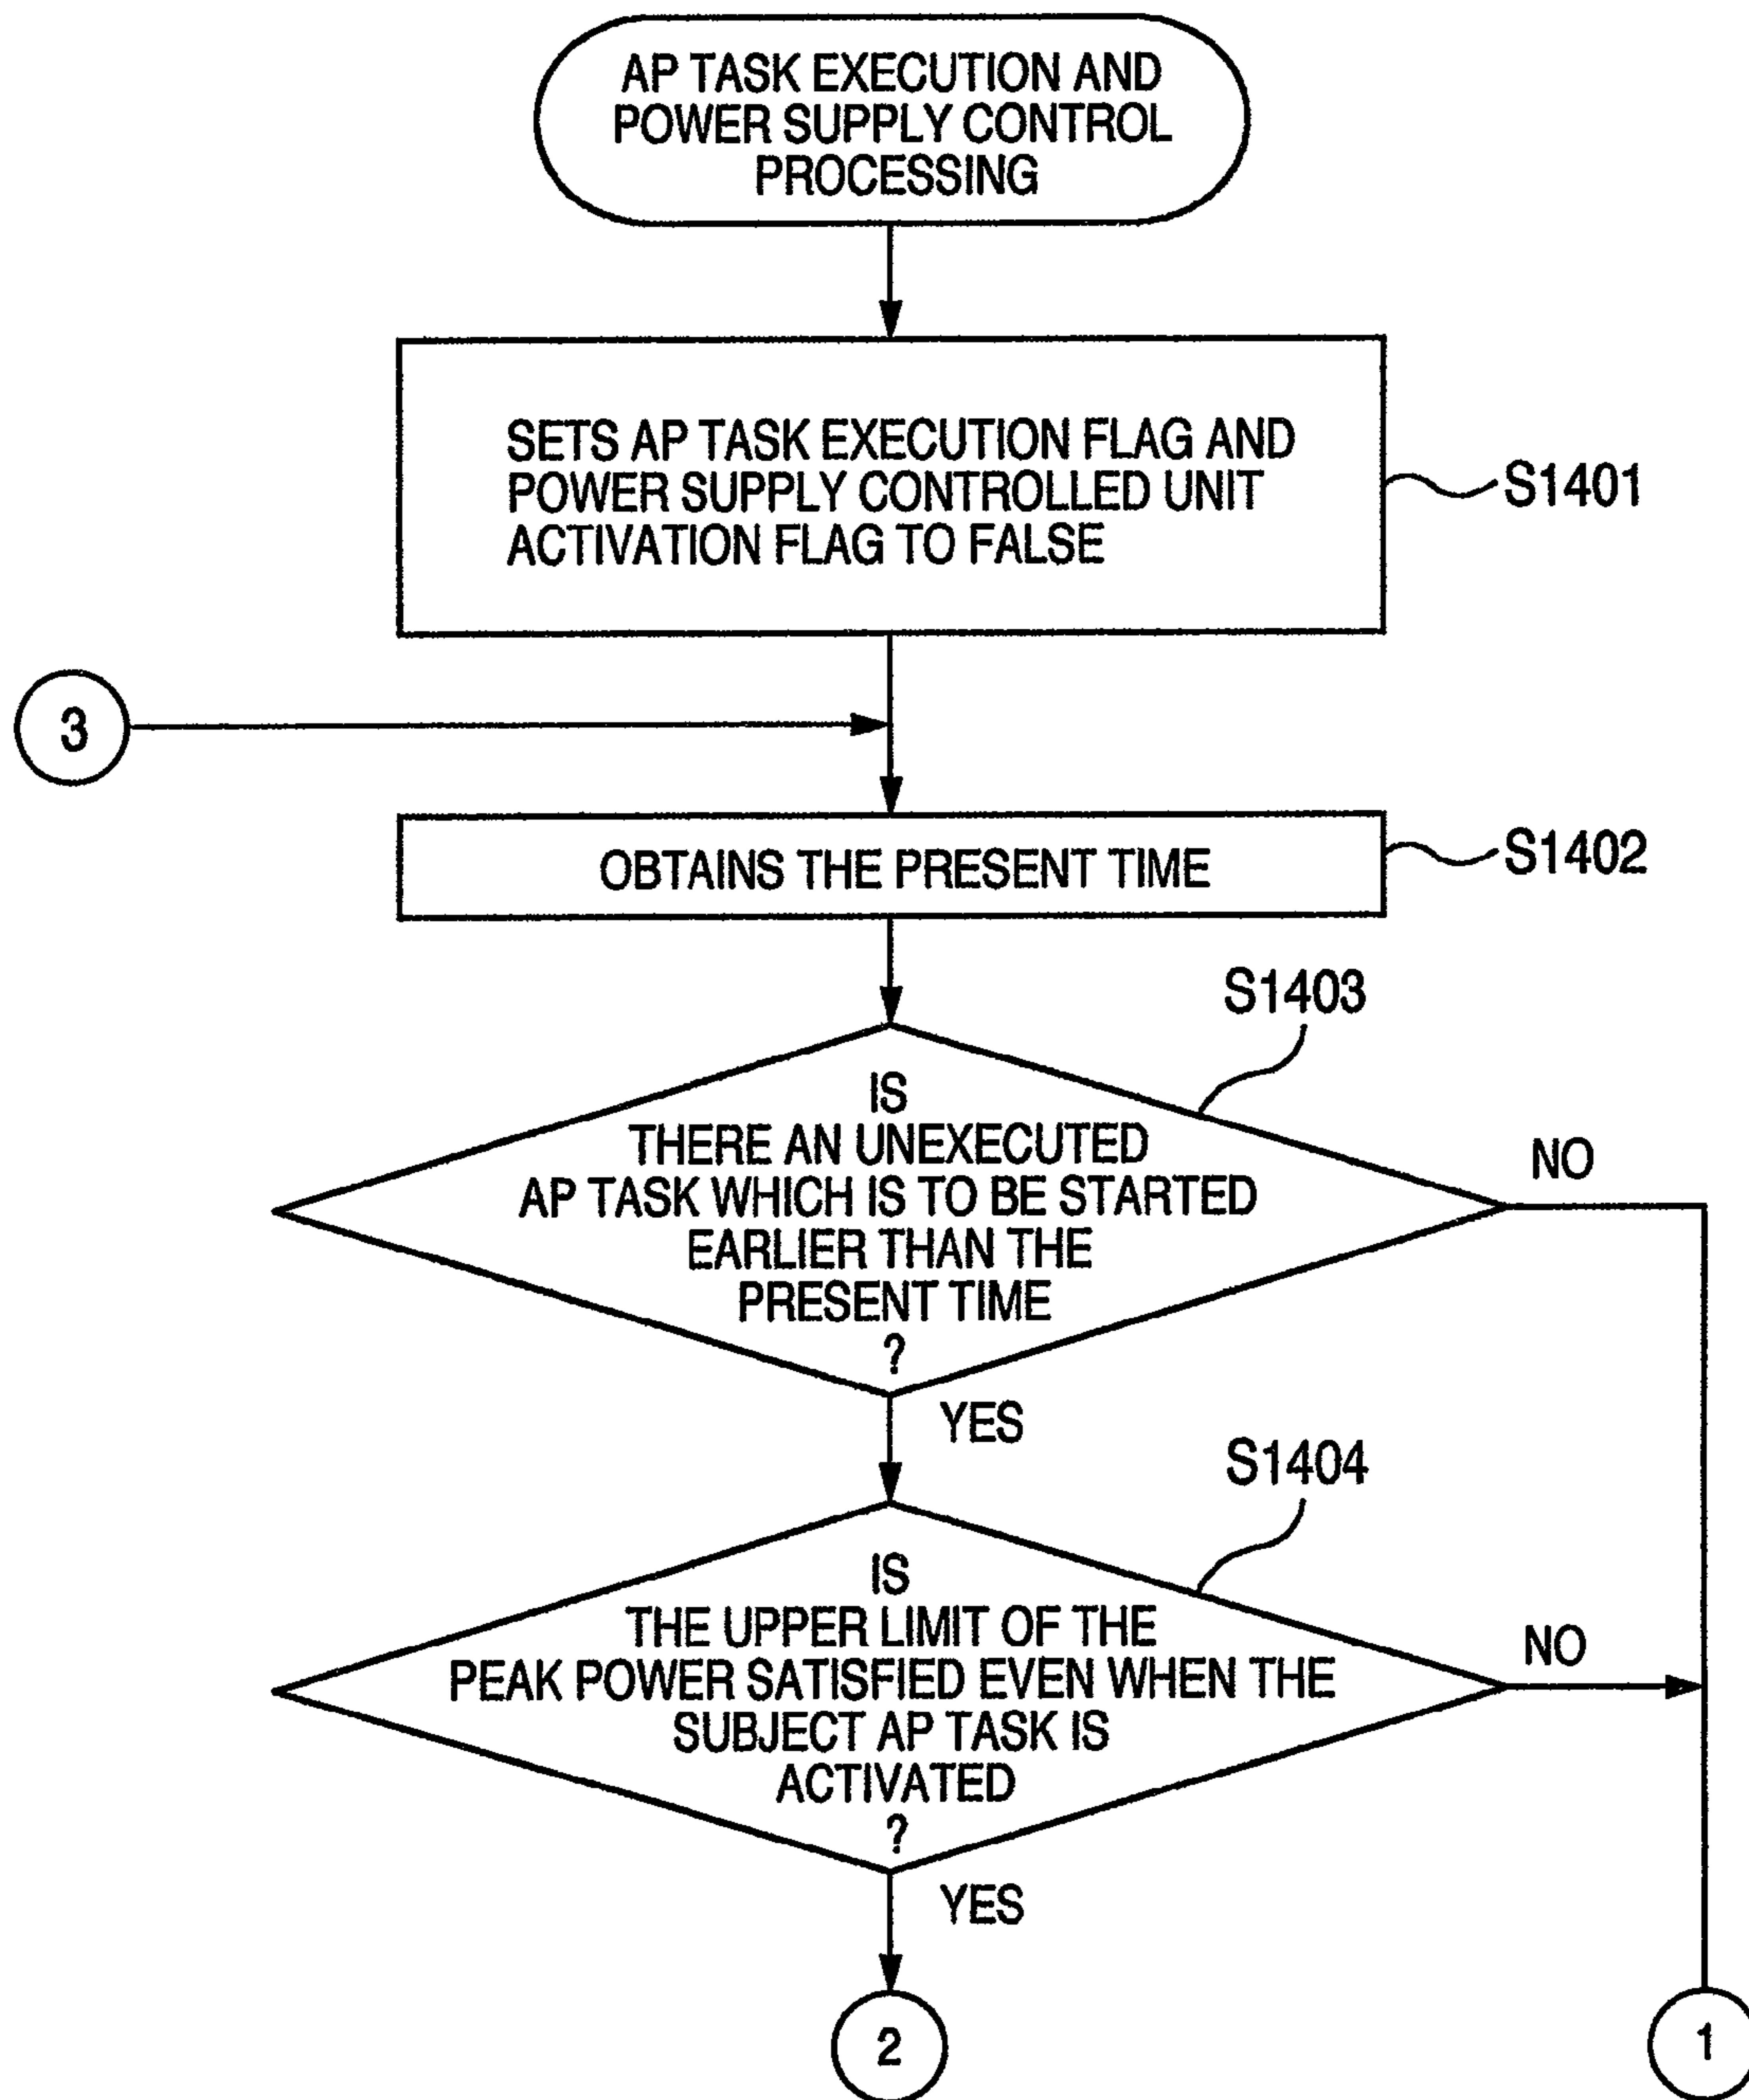 AP TASK EXECUTION AND
POWER SUPPLY CONTROL
PROCESSING
SETS AP TASK EXECUTION FLAG AND
POWER SUPPLY CONTROLLED UNIT
ACTIVATION FLAG TO FALSE
S1401
3
OBTAINS THE PRESENT TIME
S1402
S1403
IS
THERE AN UNEXECUTED
AP TASK WHICH IS TO BE STARTED
EARLIER THAN THE
PRESENT TIME
?
NO
YES
S1404
IS
THE UPPER LIMIT OF THE
PEAK POWER SATISFIED EVEN WHEN THE
SUBJECT AP TASK IS
ACTIVATED
?
NO
YES
2
1